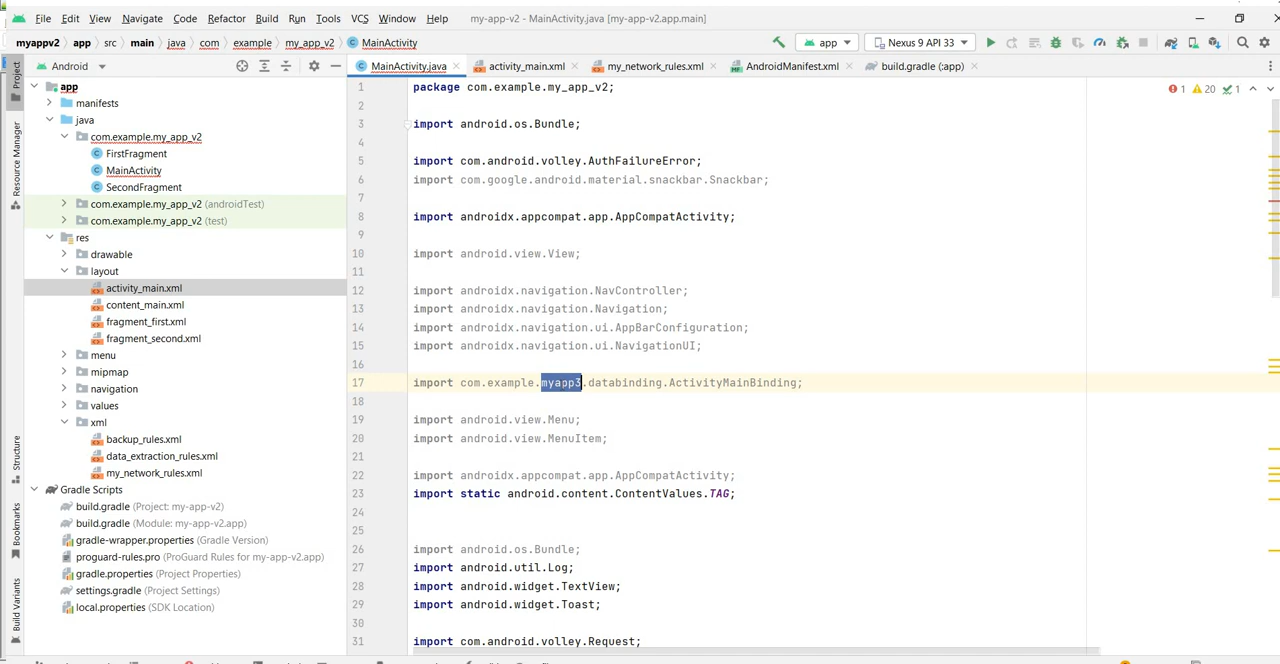 File Edit View Navigate Code Refactor Build Run Tools VCS Window Help my-app-v2 - MainActivity.java [my-app-v2.app.main]
myappv2 app src main java com example my_app_v2 MainActivity app Nexus 9 API 33
Android MainActivity.java activity_main.xml my_network_rules.xml AndroidManifest.xml build.gradle (:app)
Project
Resource Manager
Structure
Bookmarks
Build Variants
app
manifests
java
com.example.my_app_v2
FirstFragment
MainActivity
SecondFragment
com.example.my_app_v2 (androidTest)
com.example.my_app_v2 (test)
res
drawable
layout
activity_main.xml
content_main.xml
fragment_first.xml
fragment_second.xml
menu
mipmap
navigation
values
xml
backup_rules.xml
data_extraction_rules.xml
my_network_rules.xml
Gradle Scripts
build.gradle (Project: my-app-v2)
build.gradle (Module: my-app-v2.app)
gradle-wrapper.properties (Gradle Version)
proguard-rules.pro (ProGuard Rules for my-app-v2.app)
gradle.properties (Project Properties)
settings.gradle (Project Settings)
local.properties (SDK Location)
1 20 1
1 package com.example.my_app_v2;
2
3 import android.os.Bundle;
4
5 import com.android.volley.AuthFailureError;
6 import com.google.android.material.snackbar.Snackbar;
7
8 import androidx.appcompat.app.AppCompatActivity;
9
10 import android.view.View;
11
12 import androidx.navigation.NavController;
13 import androidx.navigation.Navigation;
14 import androidx.navigation.ui.AppBarConfiguration;
15 import androidx.navigation.ui.NavigationUI;
16
17 import com.example.myapp3.databinding.ActivityMainBinding;
18
19 import android.view.Menu;
20 import android.view.MenuItem;
21
22 import androidx.appcompat.app.AppCompatActivity;
23 import static android.content.ContentValues.TAG;
24
25
26 import android.os.Bundle;
27 import android.util.Log;
28 import android.widget.TextView;
29 import android.widget.Toast;
30
31 import com.android.volley.Request;